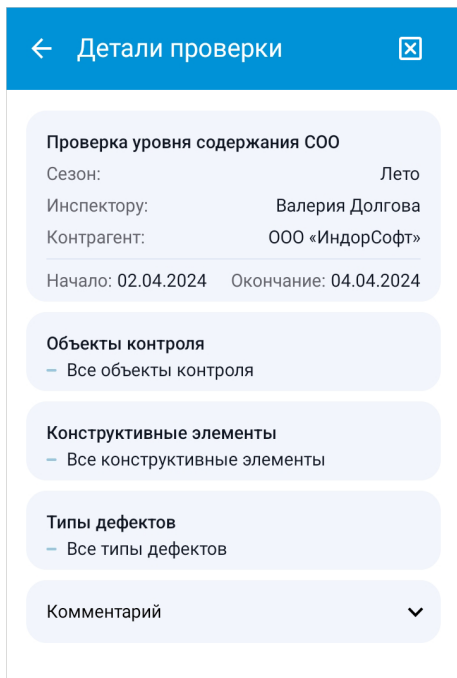 Детали проверки
Проверка уровня содержания СОО
Сезон: Лето
Инспектору: Валерия Долгова
Контрагент: ООО «ИндорСофт»
Начало: 02.04.2024 Окончание: 04.04.2024
Объекты контроля
– Все объекты контроля
Конструктивные элементы
– Все конструктивные элементы
Типы дефектов
– Все типы дефектов
Комментарий